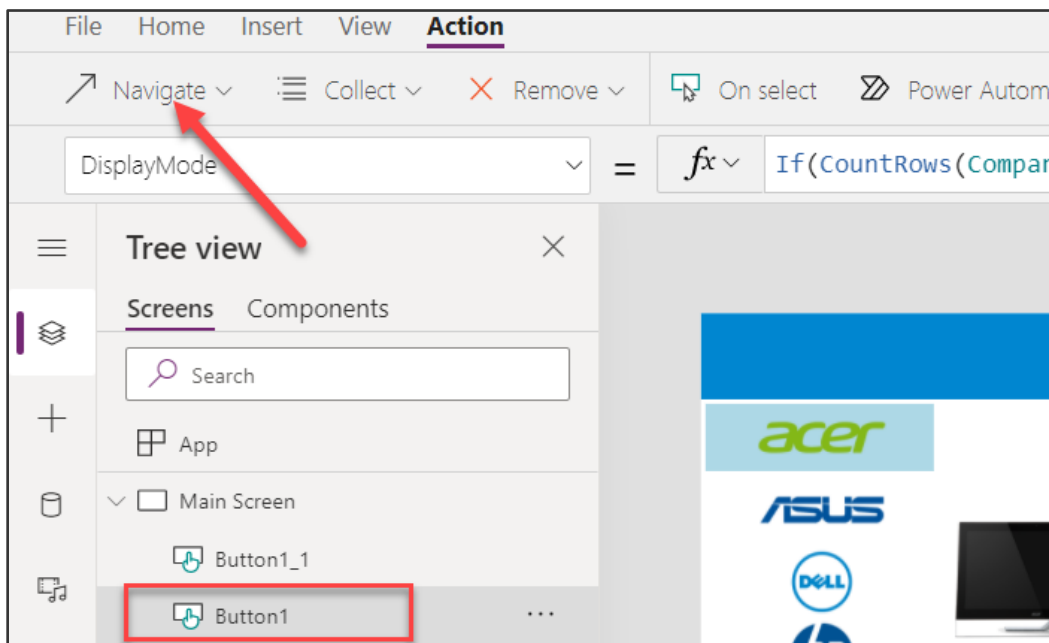 File Home Insert View Action
Navigate Collect Remove On select Power Autom
DisplayMode = fx If(CountRows(Compar
Tree view
Screens Components
Search
App
Main Screen
Button1_1
Button1
acer
ASUS
DELL